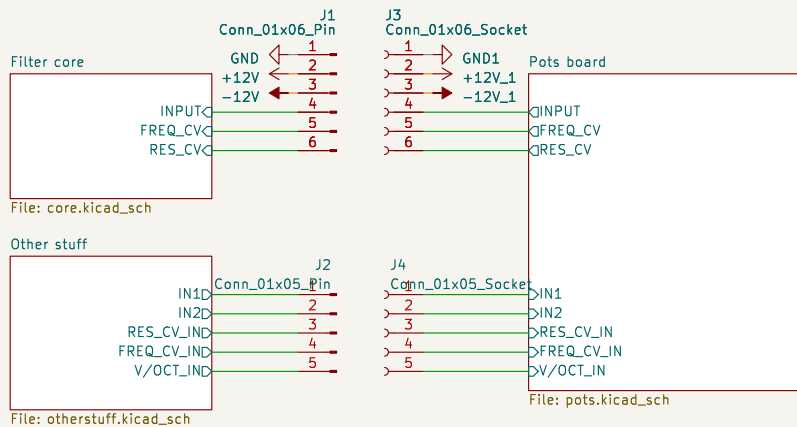 J1
Conn_01x06_Pin
J3
Conn_01x06_Socket
Filter core
GND 1
+12V 2
-12V 3
INPUT 4
FREQ_CV 5
RES_CV 6
File: core.kicad_sch
1 GND1
2 +12V_1
3 -12V_1
4 INPUT
5 FREQ_CV
6 RES_CV
Pots board
Other stuff
J2
Conn_01x05_Pin
J4
Conn_01x05_Socket
IN1 1
IN2 2
RES_CV_IN 3
FREQ_CV_IN 4
V/OCT_IN 5
File: otherstuff.kicad_sch
1 IN1
2 IN2
3 RES_CV_IN
4 FREQ_CV_IN
5 V/OCT_IN
File: pots.kicad_sch